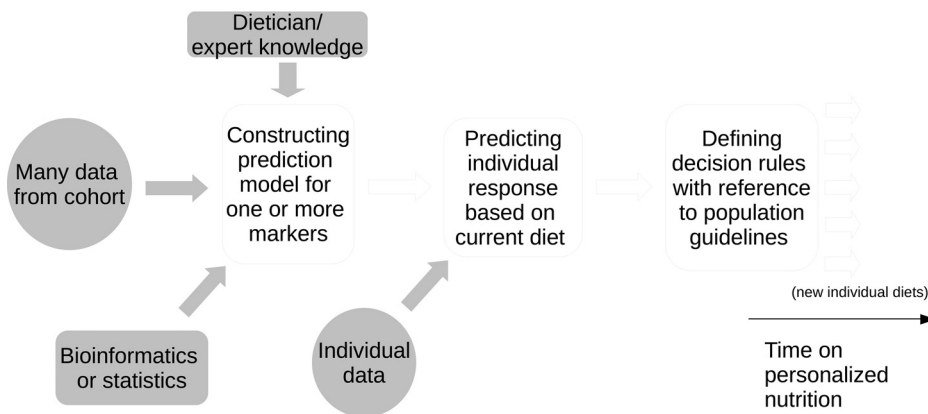 Dietician/
expert knowledge
Many data
from cohort
Constructing
prediction
model for
one or more
markers
Predicting
individual
response
based on
current diet
Defining
decision rules
with reference
to population
guidelines
(new individual diets)
Bioinformatics
or statistics
Individual
data
Time on
personalized
nutrition